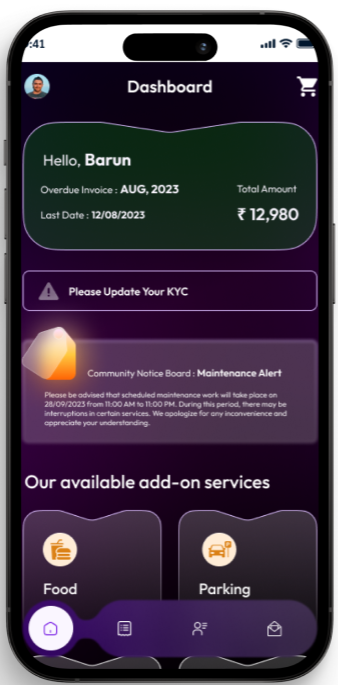 :41
Dashboard
Hello, Barun
Overdue Invoice : AUG, 2023
Total Amount
Last Date : 12/08/2023
₹ 12,980
Please Update Your KYC
Community Notice Board : Maintenance Alert
Please be advised that scheduled maintenance work will take place on
28/09/2023 from 11:00 AM to 11:00 PM. During this period, there may be
interruptions in certain services. We apologize for any inconvenience and
appreciate your understanding.
Our available add-on services
Food
Parking